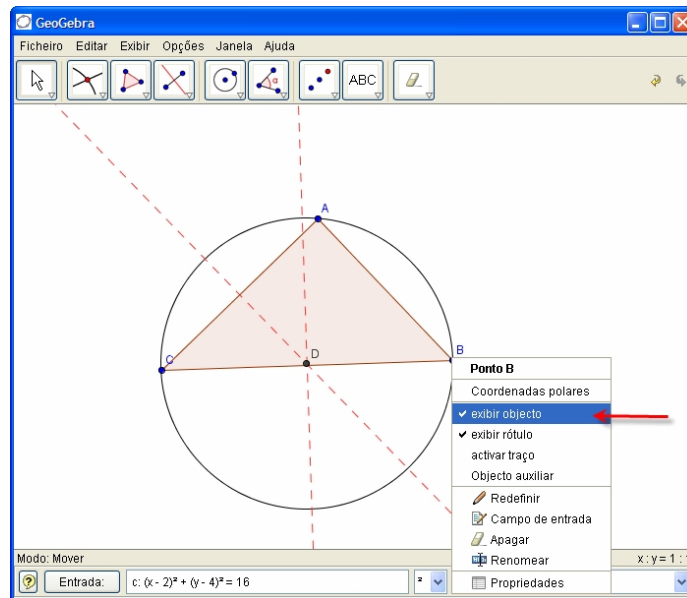 GeoGebra
Ficheiro Editar Exibir Opções Janela Ajuda
ABC
A
C
D
B
Ponto B
Coordenadas polares
exibir objecto
exibir rótulo
activar traço
Objecto auxiliar
Redefinir
Campo de entrada
Apagar
Renomear
Propriedades
Modo: Mover
x : y = 1 :
Entrada:
c: (x - 2)² + (y - 4)² = 16
²